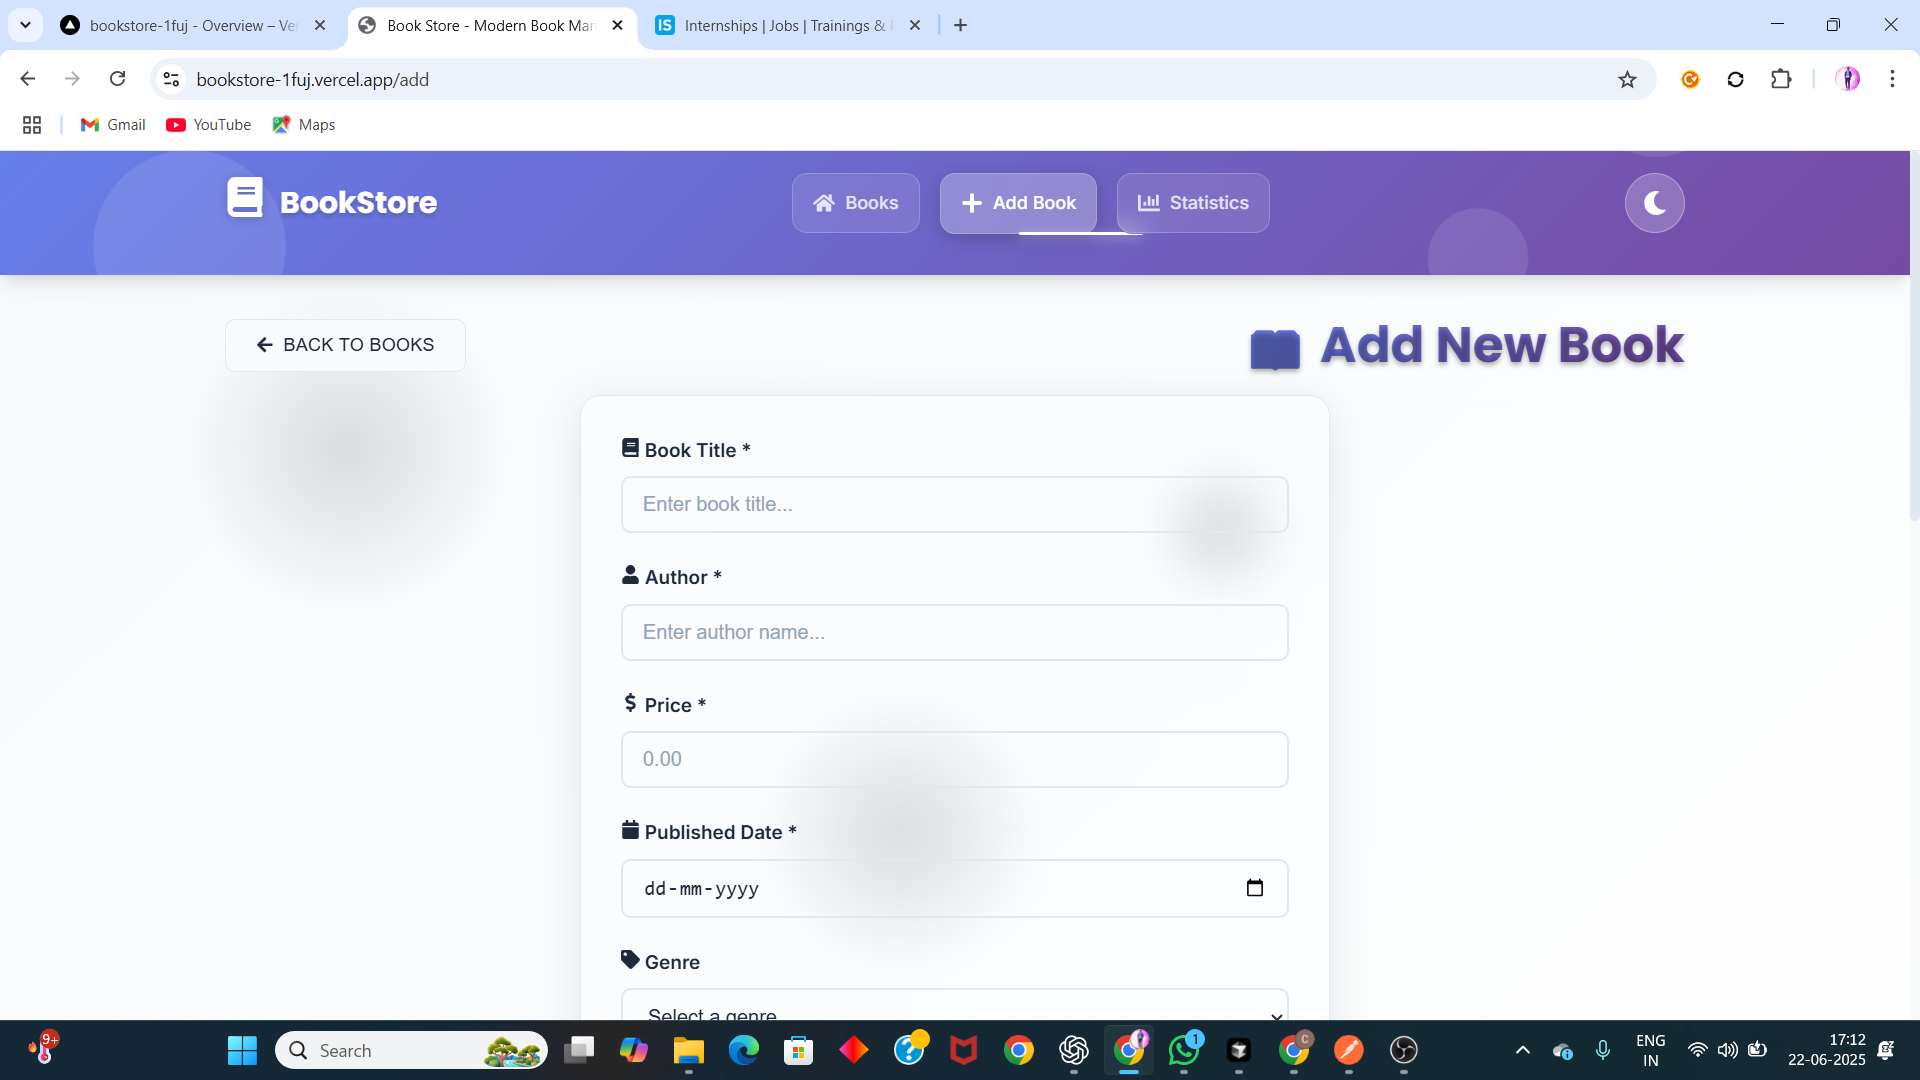 bookstore-1fuj - Overview – Ve
Book Store - Modern Book Man
IS Internships | Jobs | Trainings &
bookstore-1fuj.vercel.app/add
Gmail
YouTube
Maps
BookStore
Books
Add Book
Statistics
BACK TO BOOKS
Add New Book
Book Title *
Enter book title...
Author *
Enter author name...
$ Price *
0.00
Published Date *
dd-mm-yyyy
Genre
Select a genre
9+
Search
1
C
ENG
IN
17:12
22-06-2025